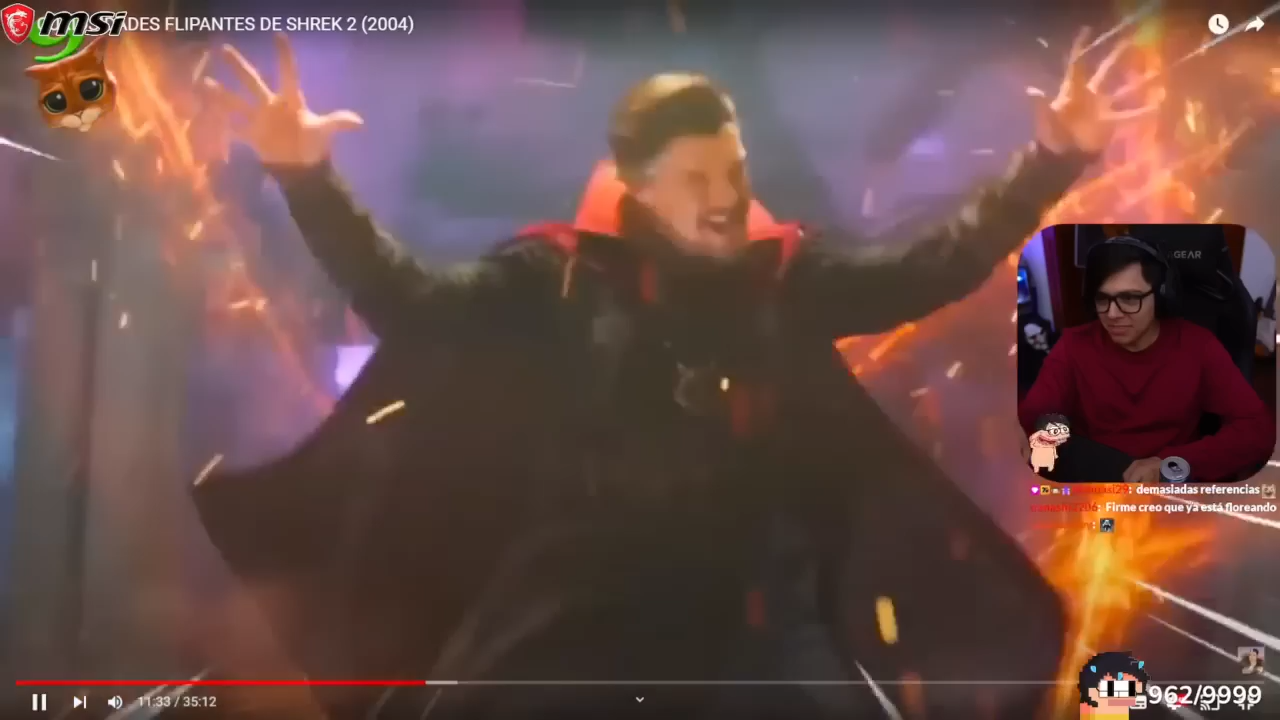 msi
ADES FLIPANTES DE SHREK 2 (2004)
GEAR
demasiadas referencias
Firme creo que ya está floreando
11:33 / 35:12
962/9999